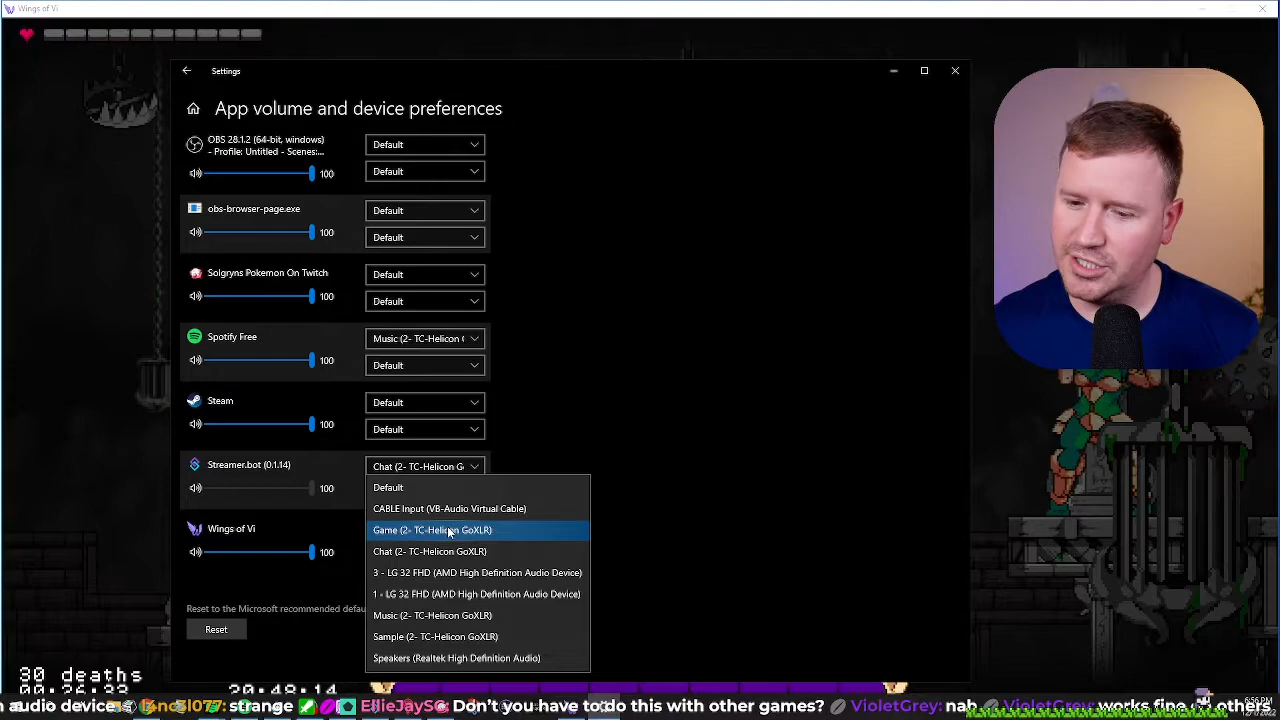 Wings of Vi
Settings
App volume and device preferences
OBS 28.1.2 (64-bit, windows)
- Profile: Untitled - Scenes:...
Default
100
Default
obs-browser-page.exe
Default
100
Default
Solgryns Pokemon On Twitch
Default
100
Default
Spotify Free
Music (2- TC-Helicon G
100
Default
Steam
Default
100
Default
Streamer.bot (0.1.14)
Chat (2- TC-Helicon G
100
Default
CABLE Input (VB-Audio Virtual Cable)
Wings of Vi
Game (2- TC-Helicon GoXLR)
100
Chat (2- TC-Helicon GoXLR)
3 - LG 32 FHD (AMD High Definition Audio Device)
1 - LG 32 FHD (AMD High Definition Audio Device)
Reset to the Microsoft recommended defau
Music (2- TC-Helicon GoXLR)
Reset
Sample (2- TC-Helicon GoXLR)
Speakers (Realtek High Definition Audio)
30 deaths
20:48:14
5:56 PM
audio device strange EllieJaySG: Don't you have to do this with other games? VioletGrey: nah VioletGrey: works fine